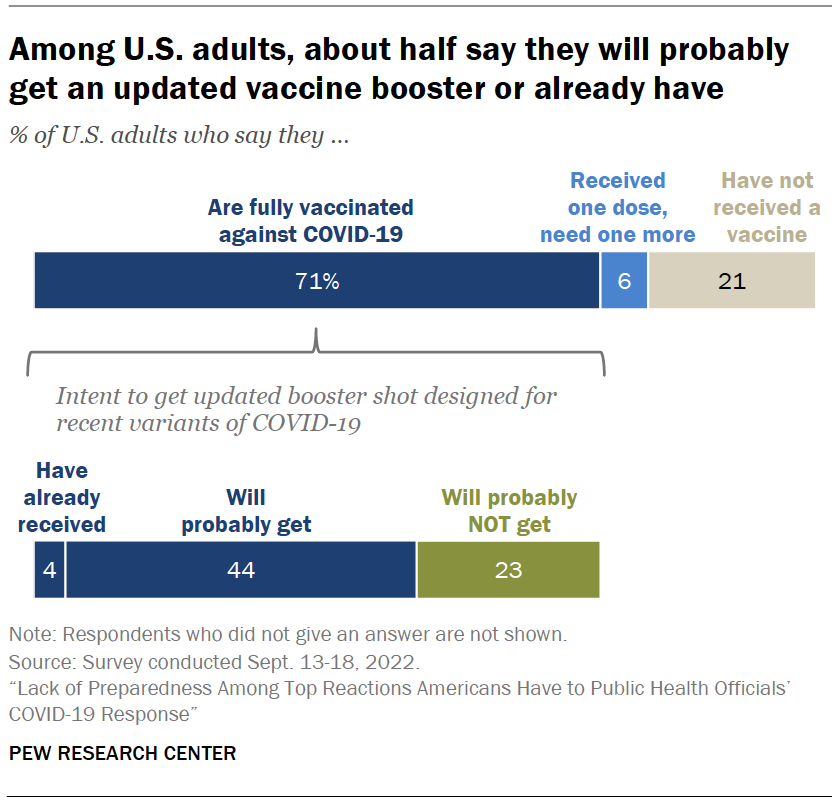 Among U.S. adults, about half say they will probably
get an updated vaccine booster or already have
% of U.S. adults who say they ...
Are fully vaccinated
against COVID-19
Received
one dose,
need one more
Have not
received a
vaccine
71%
6
21
Intent to get updated booster shot designed for
recent variants of COVID-19
Have
already
received
Will
probably get
Will probably
NOT get
4
44
23
Note: Respondents who did not give an answer are not shown.
Source: Survey conducted Sept. 13-18, 2022.
“Lack of Preparedness Among Top Reactions Americans Have to Public Health Officials’
COVID-19 Response”
PEW RESEARCH CENTER